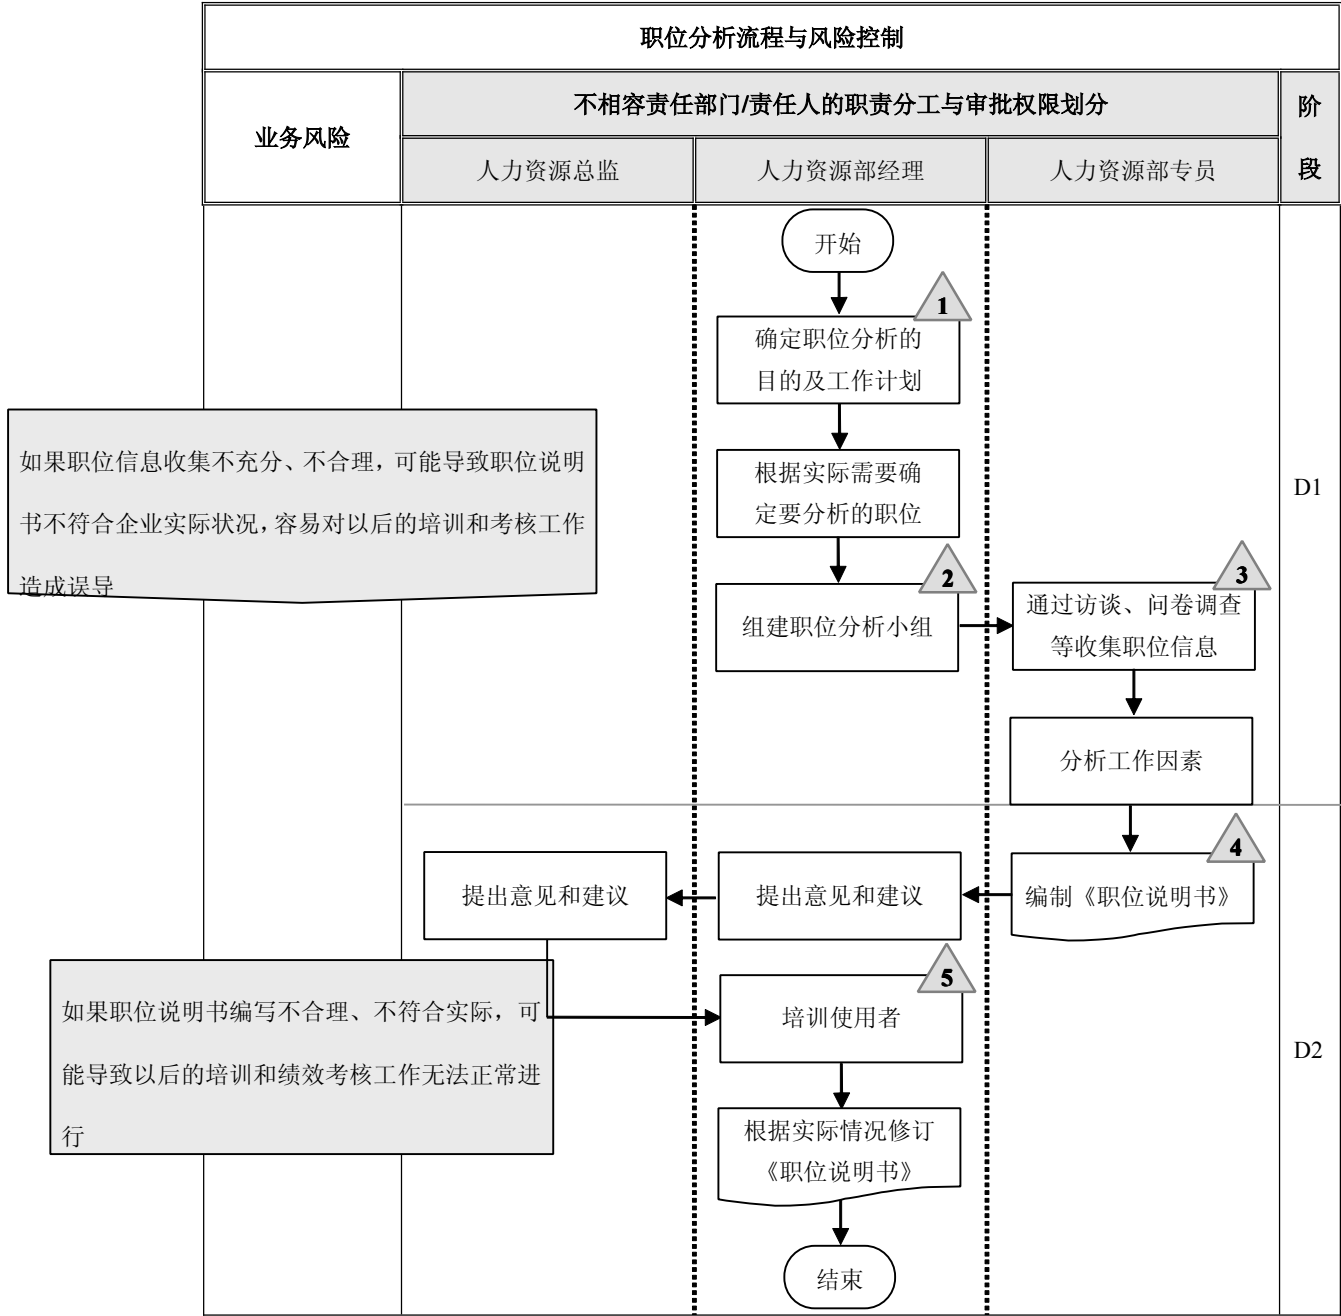 职位分析流程与风险控制
业务风险
不相容责任部门/责任人的职责分工与审批权限划分
阶
段
人力资源总监
人力资源部经理
人力资源部专员
开始
1
确定职位分析的
目的及工作计划
如果职位信息收集不充分、不合理，可能导致职位说明
书不符合企业实际状况，容易对以后的培训和考核工作
造成误导
根据实际需要确
定要分析的职位
D1
2
组建职位分析小组
3
通过访谈、问卷调查
等收集职位信息
分析工作因素
4
提出意见和建议
提出意见和建议
编制《职位说明书》
如果职位说明书编写不合理、不符合实际，可
能导致以后的培训和绩效考核工作无法正常进
行
5
培训使用者
D2
根据实际情况修订
《职位说明书》
结束